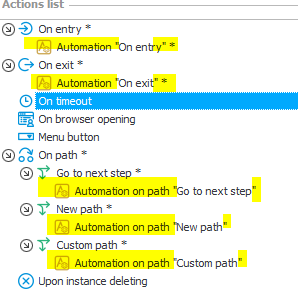 Actions list
On entry *
Automation "On entry" *
On exit *
Automation "On exit" *
On timeout
On browser opening
Menu button
On path *
Go to next step *
Automation on path "Go to next step"
New path *
Automation on path "New path"
Custom path *
Automation on path "Custom path"
Upon instance deleting